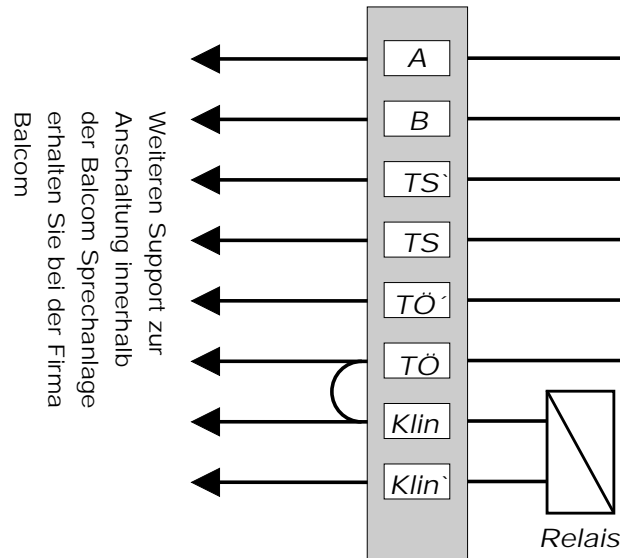 A
B
TS`
TS
TÖ´
TÖ
Klin
Klin`
Relais
Weiteren Support zur
Anschaltung innerhalb
der Balcom Sprechanlage
erhalten Sie bei der Firma
Balcom